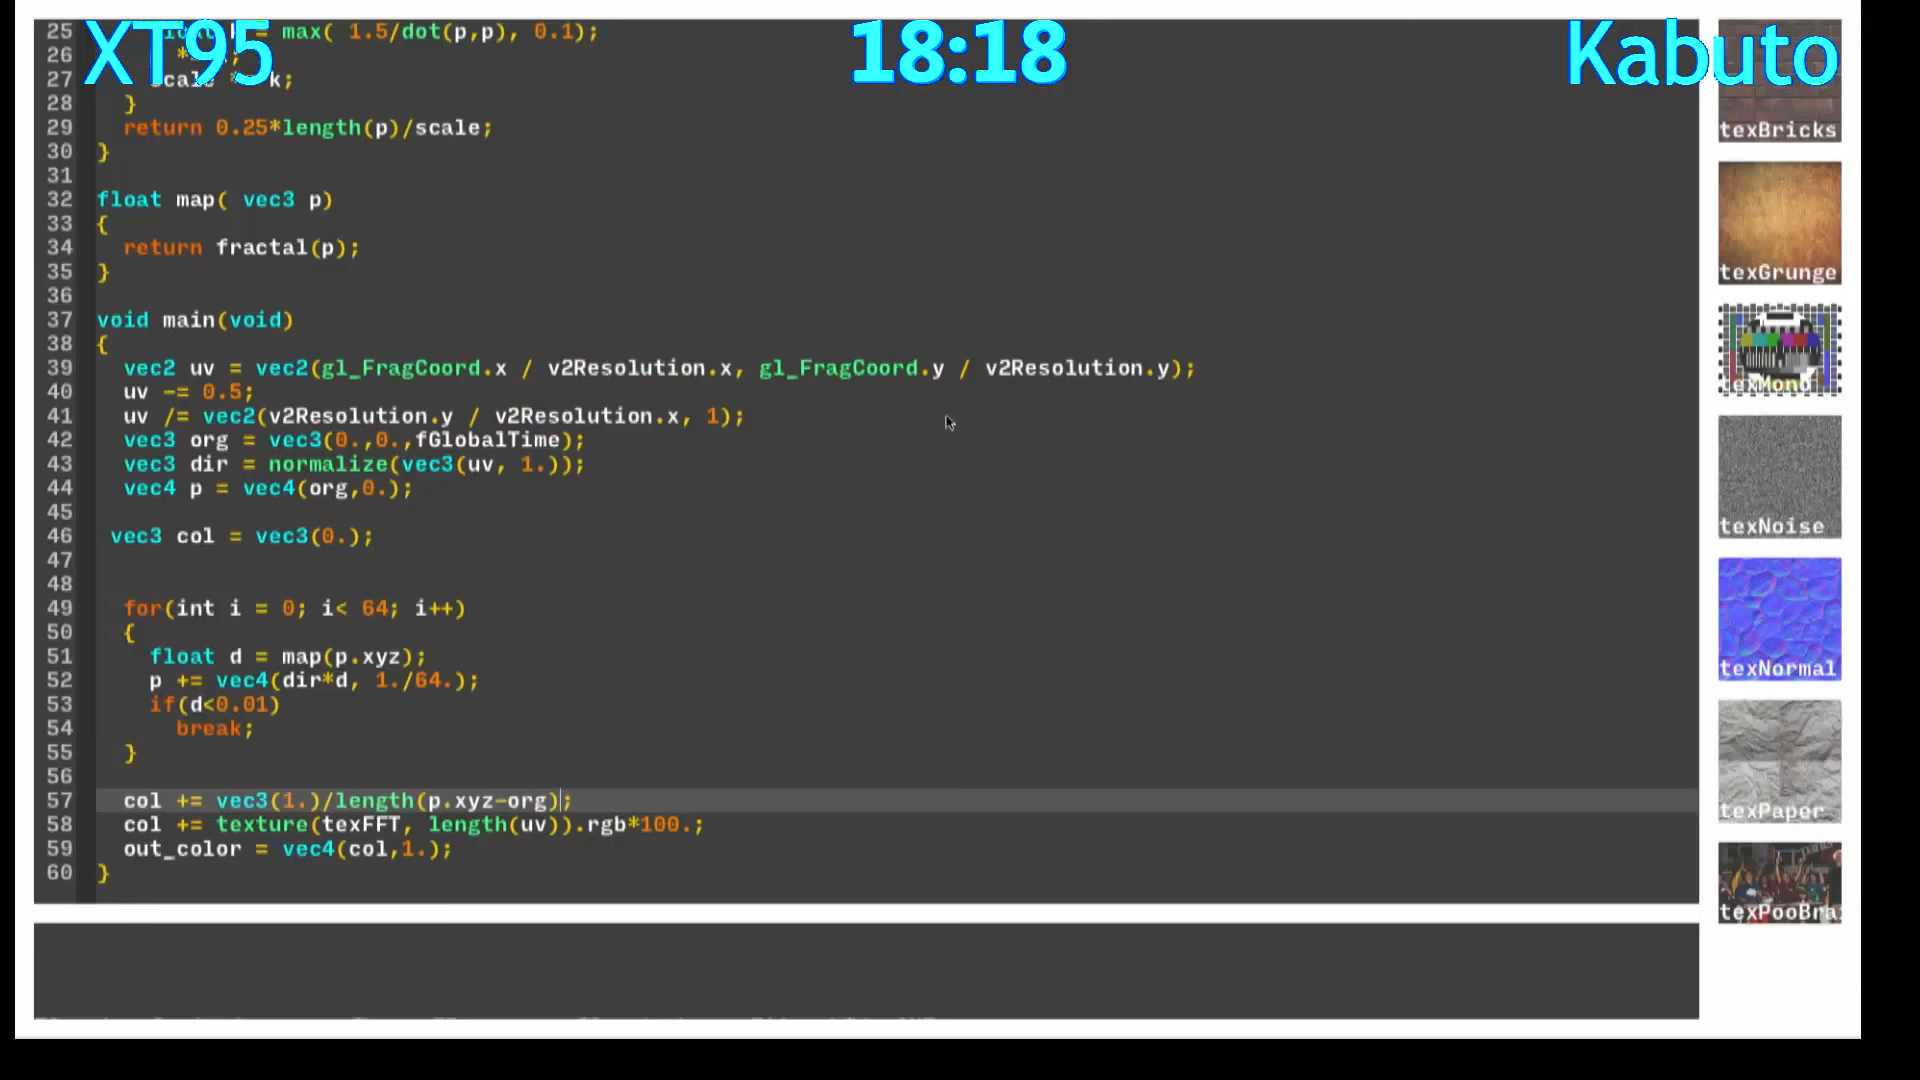 XT95
18:18
Kabuto
25 = max( 1.5/dot(p,p), 0.1);
26
27 k;
28 }
29 return 0.25*length(p)/scale;
30 }
31
32 float map( vec3 p)
33 {
34 return fractal(p);
35 }
36
37 void main(void)
38 {
39 vec2 uv = vec2(gl_FragCoord.x / v2Resolution.x, gl_FragCoord.y / v2Resolution.y);
40 uv -= 0.5;
41 uv /= vec2(v2Resolution.y / v2Resolution.x, 1);
42 vec3 org = vec3(0.,0.,fGlobalTime);
43 vec3 dir = normalize(vec3(uv, 1.));
44 vec4 p = vec4(org,0.);
45
46 vec3 col = vec3(0.);
47
48
49 for(int i = 0; i< 64; i++)
50 {
51 float d = map(p.xyz);
52 p += vec4(dir*d, 1./64.);
53 if(d<0.01)
54 break;
55 }
56
57 col += vec3(1.)/length(p.xyz-org);
58 col += texture(texFFT, length(uv)).rgb*100.;
59 out_color = vec4(col,1.);
60 }
texBricks
texGrunge
texMono
texNoise
texNormal
texPaper
texPooBra